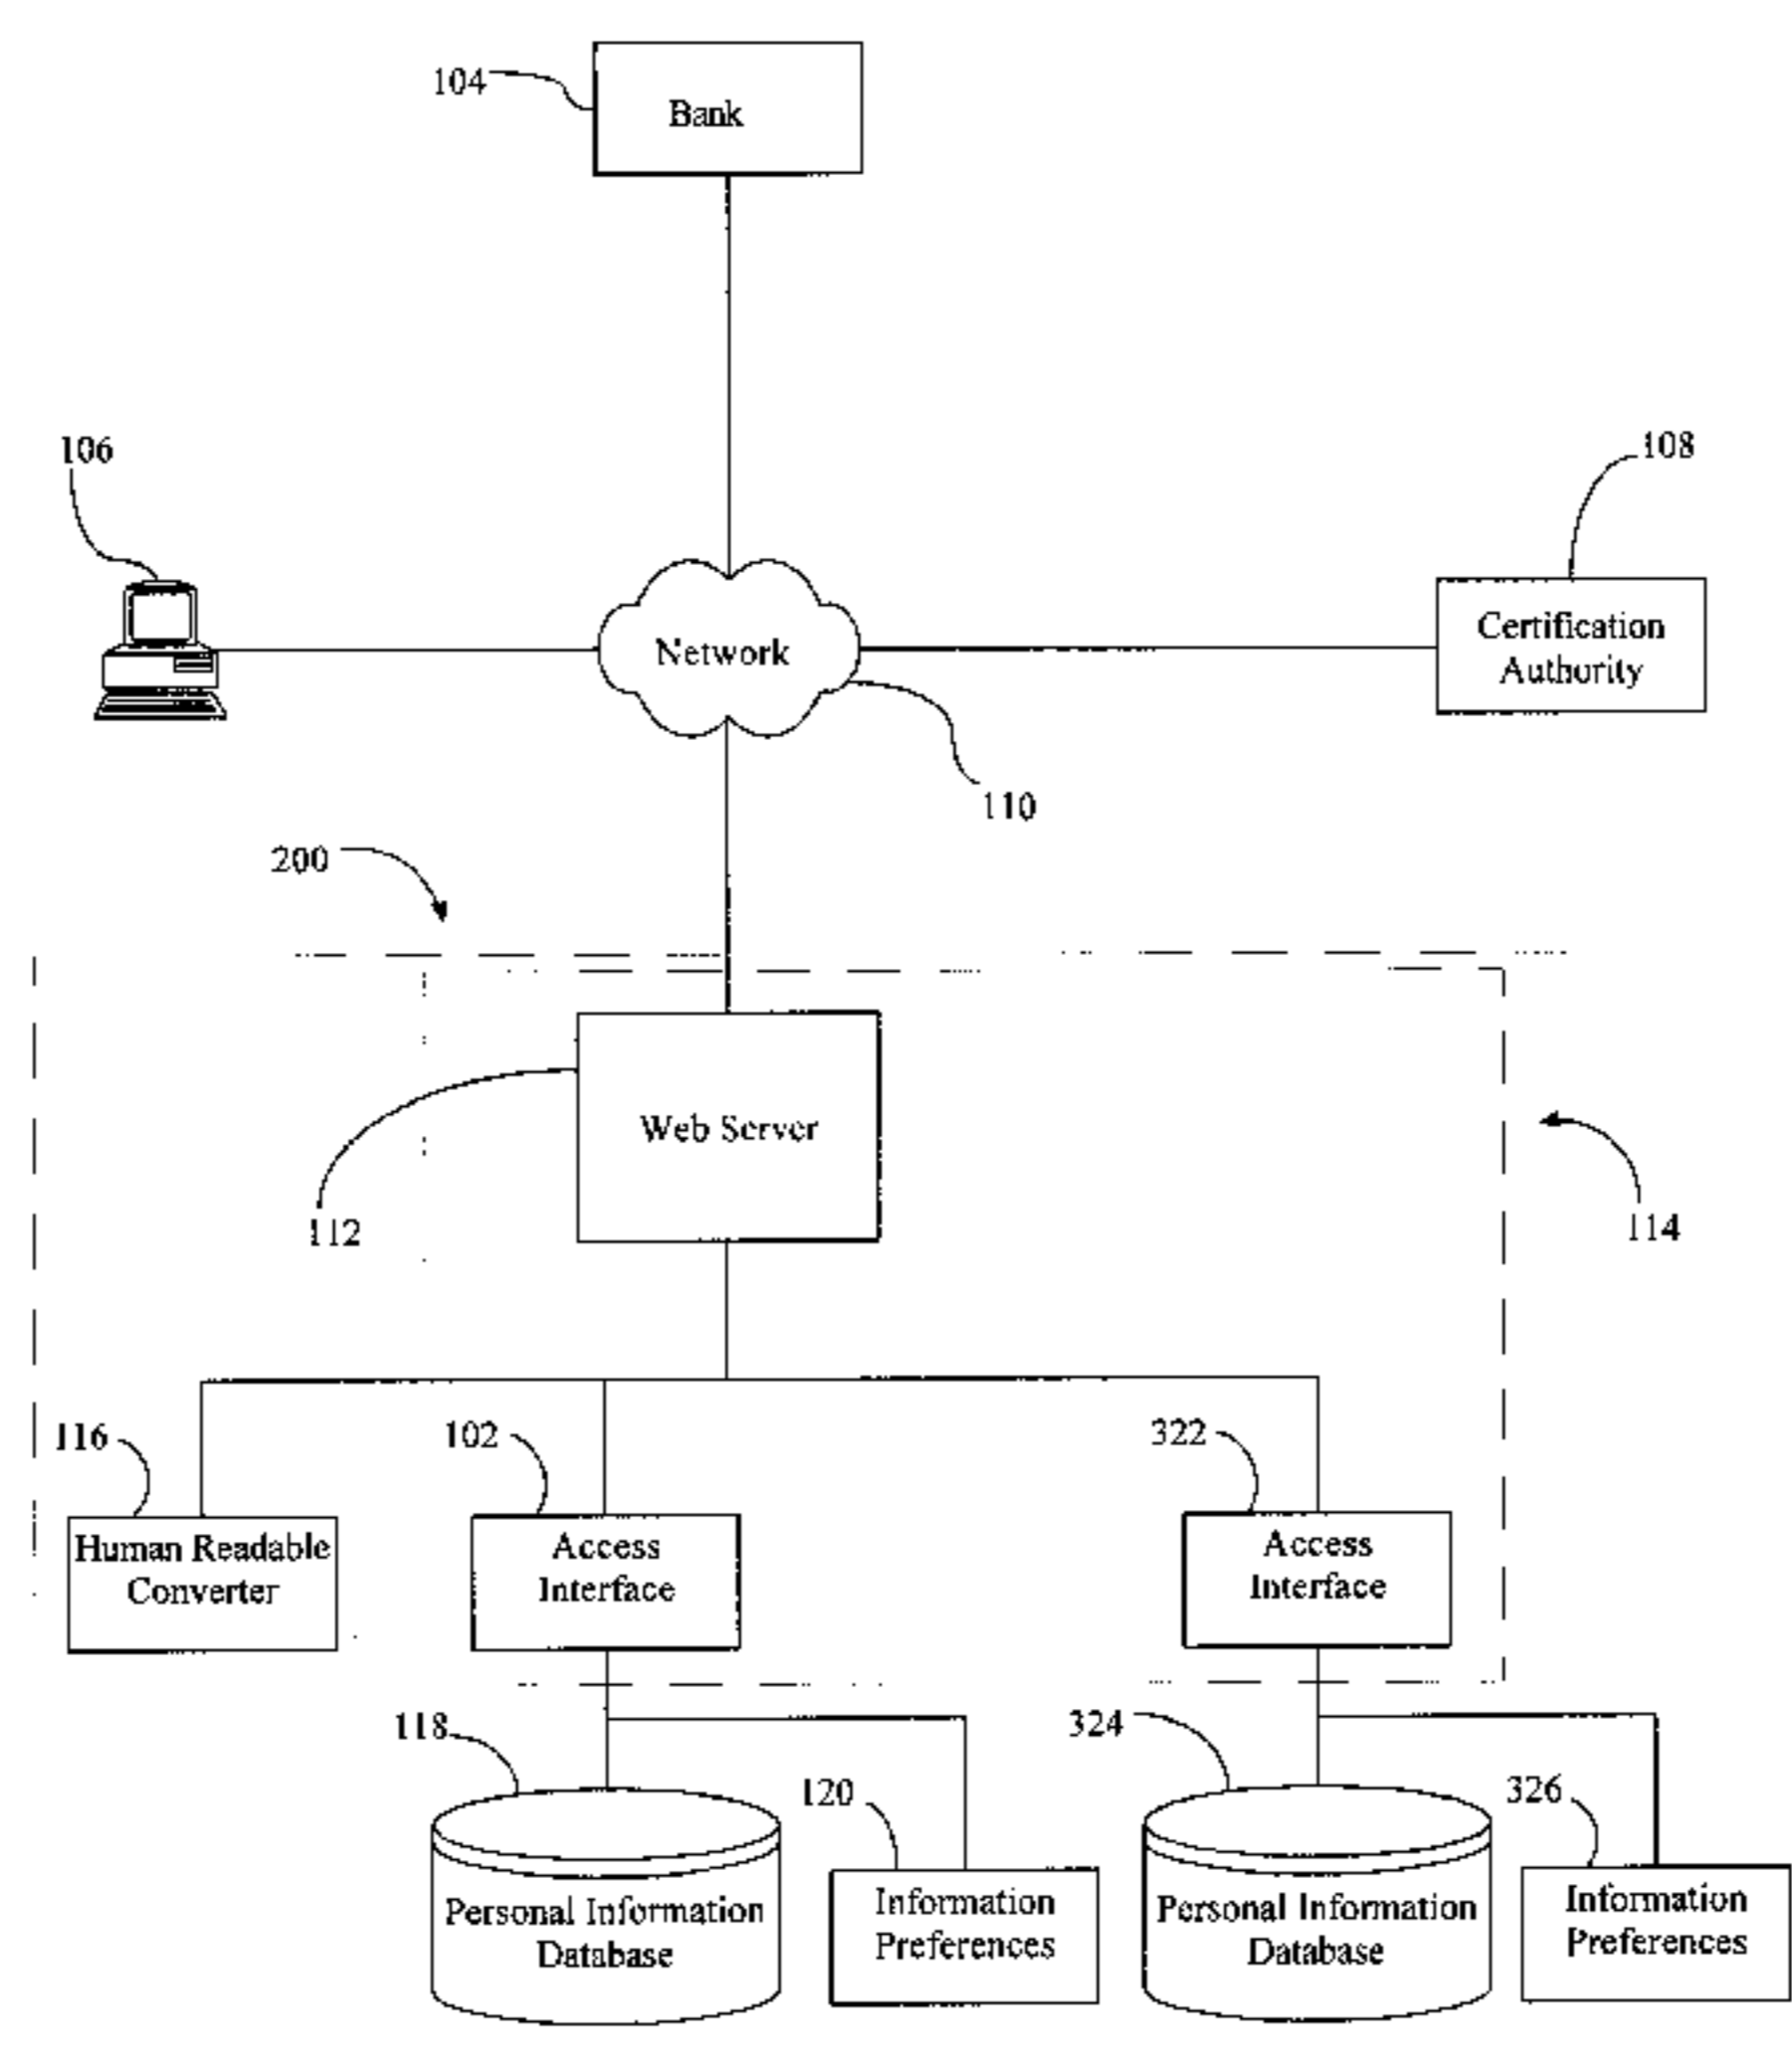 104
Bank
106
108
Network
Certification
Authority
110
200
Web Server
112
114
116
102
322
Human Readable
Converter
Access
Interface
Access
Interface
118
324
120
326
Personal Information
Database
Information
Preferences
Personal Information
Database
Information
Preferences